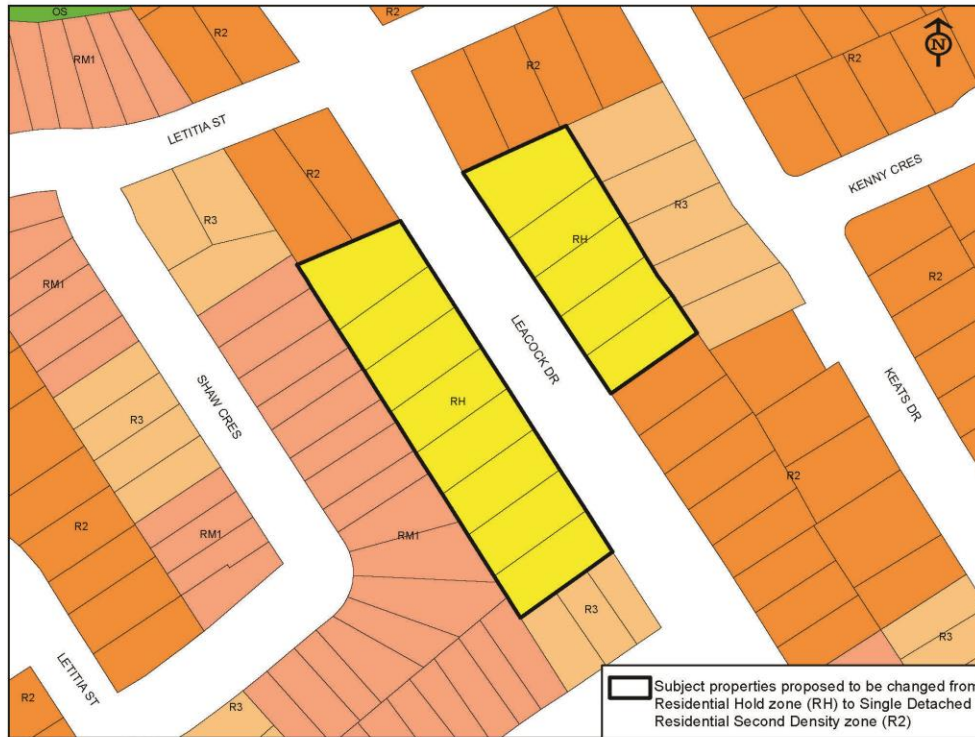 OS
R2
R2
RM1
R2
R2
N
LETITIA ST
R2
KENNY CRES
R3
R3
RH
R2
RM1
LEACOCK DR
SHAW CRES
RH
KEATS DR
R3
R2
R2
RM1
RM1
R3
R3
LETITIA ST
R2
R3
Subject properties proposed to be changed from
Residential Hold zone (RH) to Single Detached
Residential Second Density zone (R2)